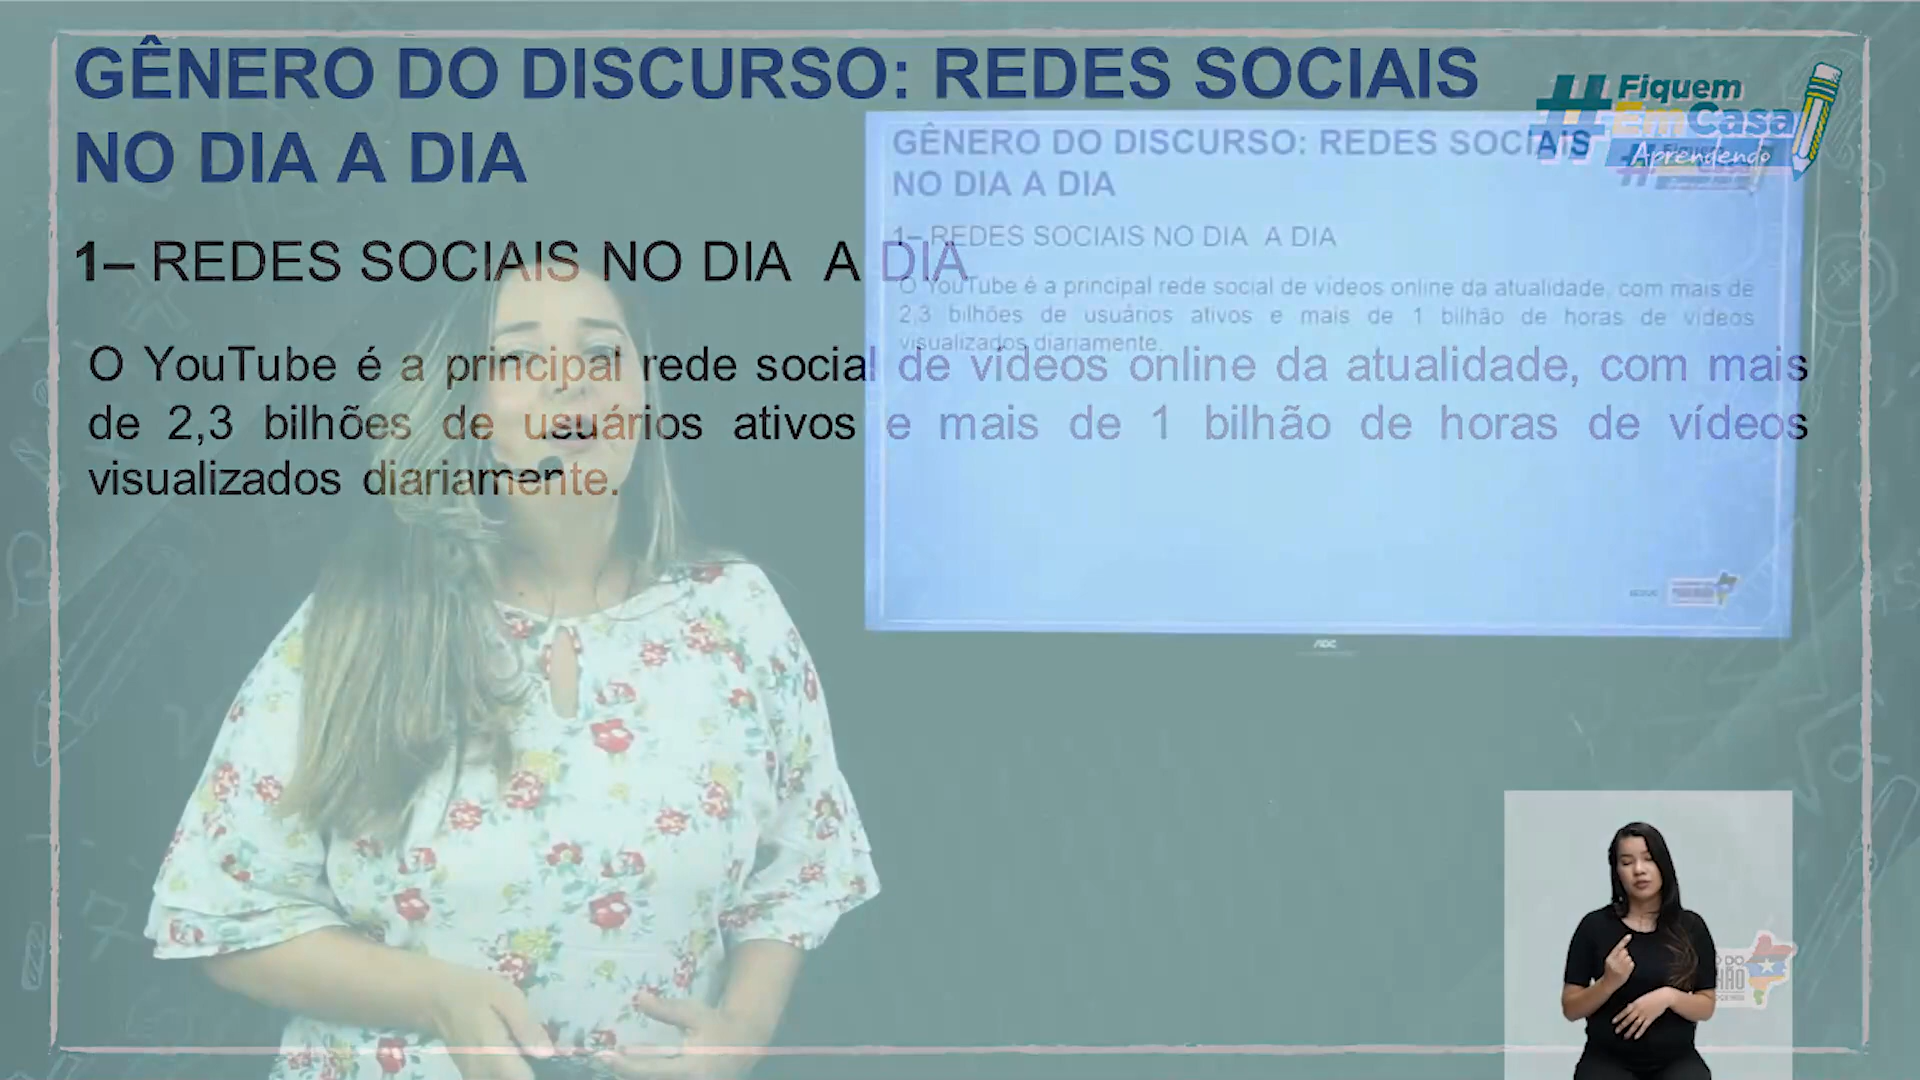 GÊNERO DO DISCURSO: REDES SOCIAIS
NO DIA A DIA
1– REDES SOCIAIS NO DIA A DIA
O YouTube é a principal rede social de vídeos online da atualidade, com mais
de 2,3 bilhões de usuários ativos e mais de 1 bilhão de horas de vídeos
visualizados diariamente.
#Fiquem
EmCasa
Aprendendo
GÊNERO DO DISCURSO: REDES SOCIAIS
NO DIA A DIA
1– REDES SOCIAIS NO DIA A DIA
O YouTube é a principal rede social de vídeos online da atualidade, com mais de
2,3 bilhões de usuários ativos e mais de 1 bilhão de horas de vídeos
visualizados diariamente.
AOC